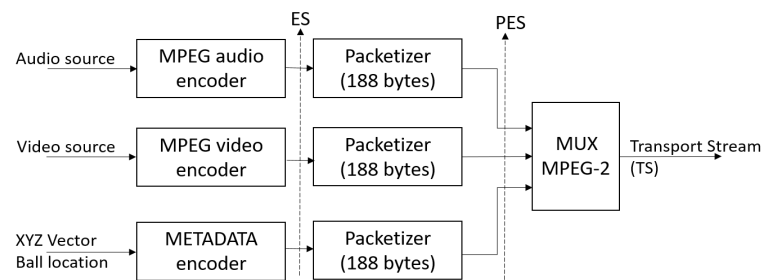 ES
PES
Audio source
MPEG audio
encoder
Packetizer
(188 bytes)
Video source
MPEG video
encoder
Packetizer
(188 bytes)
MUX
MPEG-2
Transport Stream
(TS)
XYZ Vector
Ball location
METADATA
encoder
Packetizer
(188 bytes)